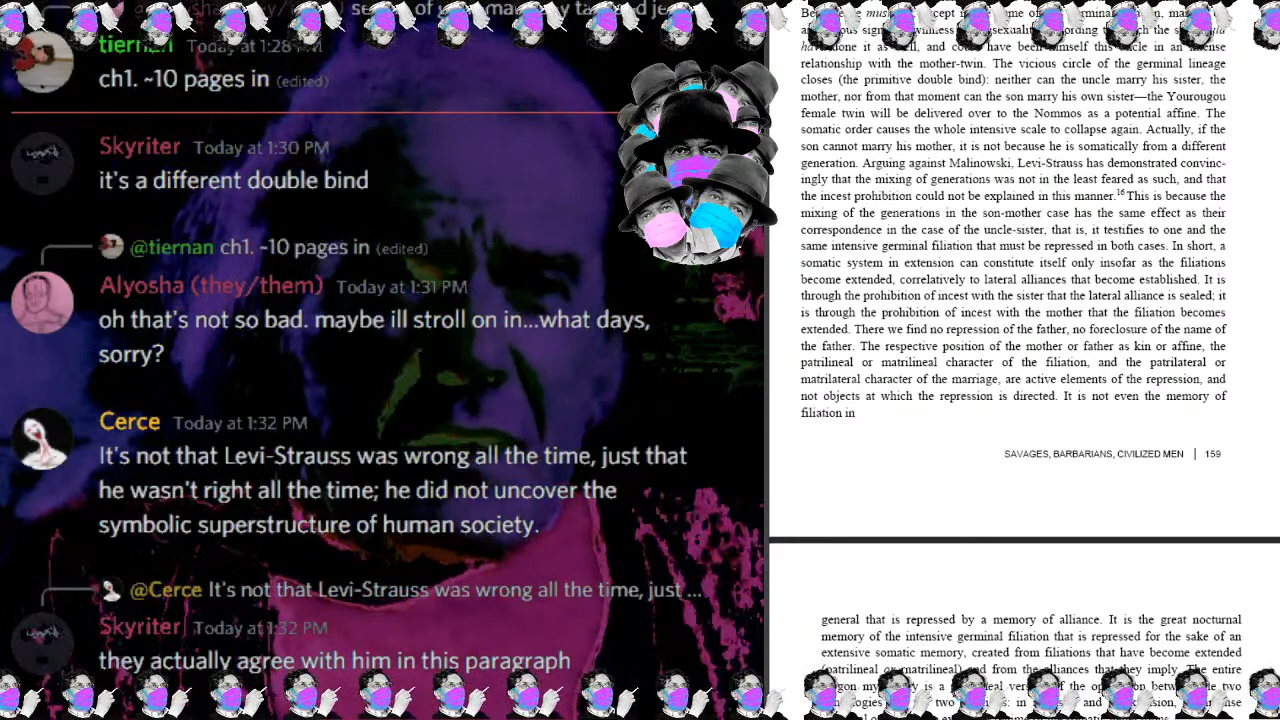 tiernan Today at 1:28 PM
ch1. ~10 pages in (edited)
Skyriter Today at 1:30 PM
it's a different double bind
@tiernan ch1. ~10 pages in (edited)
Alyosha (they/them) Today at 1:31 PM
oh that's not so bad. maybe ill stroll on in...what days,
sorry?
Cerce Today at 1:32 PM
It's not that Levi-Strauss was wrong all the time, just that
he wasn't right all the time; he did not uncover the
symbolic superstructure of human society.
@Cerce It's not that Levi-Strauss was wrong all the time, just ...
Skyriter Today at 1:32 PM
they actually agree with him in this paragraph
relationship with the mother-twin. The vicious circle of the germinal lineage
closes (the primitive double bind): neither can the uncle marry his sister, the
mother, nor from that moment can the son marry his own sister—the Yourougou
female twin will be delivered over to the Nommos as a potential affine. The
somatic order causes the whole intensive scale to collapse again. Actually, if the
son cannot marry his mother, it is not because he is somatically from a different
generation. Arguing against Malinowski, Levi-Strauss has demonstrated convinc-
ingly that the mixing of generations was not in the least feared as such, and that
the incest prohibition could not be explained in this manner.16 This is because the
mixing of the generations in the son-mother case has the same effect as their
correspondence in the case of the uncle-sister, that is, it testifies to one and the
same intensive germinal filiation that must be repressed in both cases. In short, a
somatic system in extension can constitute itself only insofar as the filiations
become extended, correlatively to lateral alliances that become established. It is
through the prohibition of incest with the sister that the lateral alliance is sealed; it
is through the prohibition of incest with the mother that the filiation becomes
extended. There we find no repression of the father, no foreclosure of the name of
the father. The respective position of the mother or father as kin or affine, the
patrilineal or matrilineal character of the filiation, and the patrilateral or
matrilateral character of the marriage, are active elements of the repression, and
not objects at which the repression is directed. It is not even the memory of
filiation in
SAVAGES, BARBARIANS, CIVILIZED MEN | 159
general that is repressed by a memory of alliance. It is the great nocturnal
memory of the intensive germinal filiation that is repressed for the sake of an
extensive somatic memory, created from filiations that have become extended
(patrilineal or matrilineal) and from the alliances that they imply. The entire